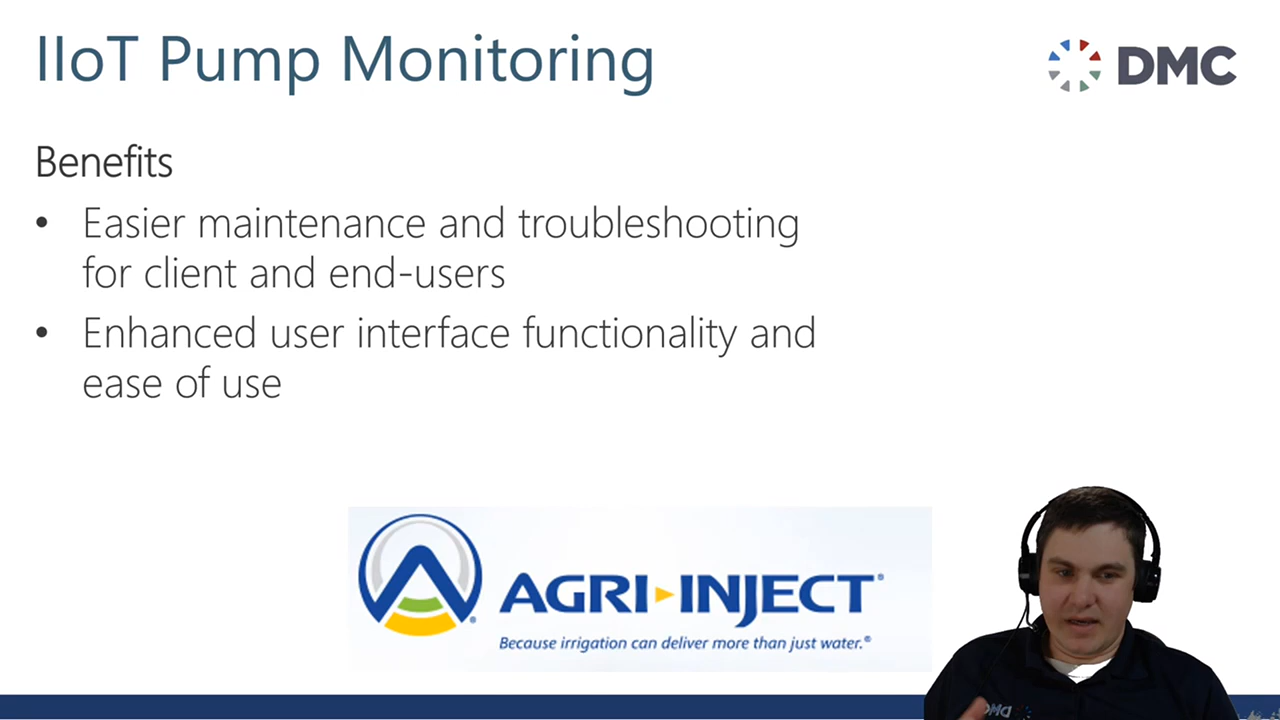 IIoT Pump Monitoring
DMC
Benefits
• Easier maintenance and troubleshooting
for client and end-users
• Enhanced user interface functionality and
ease of use
AGRI-INJECT®
Because irrigation can deliver more than just water.®